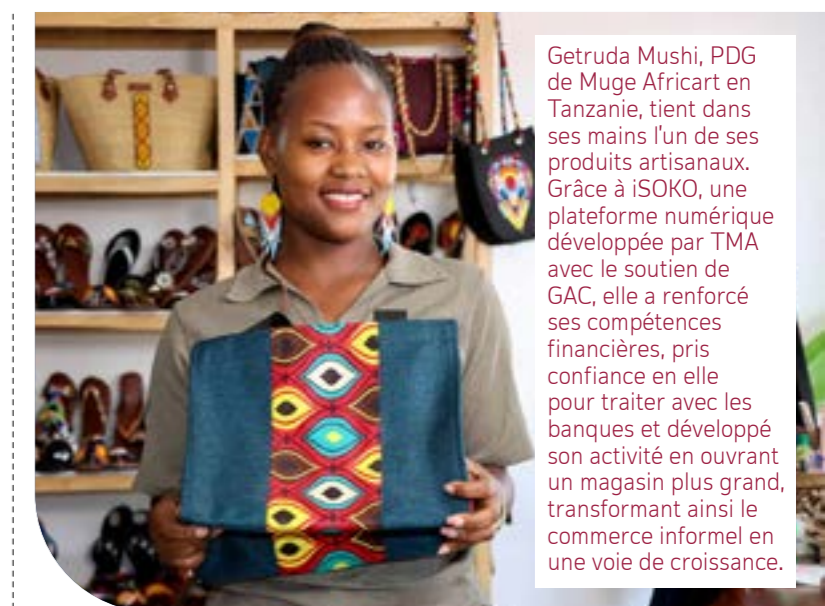 Getruda Mushi, PDG
de Muge Africart en
Tanzanie, tient dans
ses mains l'un de ses
produits artisanaux.
Grâce à iSOKO, une
plateforme numérique
développée par TMA
avec le soutien de
GAC, elle a renforcé
ses compétences
financières, pris
confiance en elle
pour traiter avec les
banques et développé
son activité en ouvrant
un magasin plus grand,
transformant ainsi le
commerce informel en
une voie de croissance.